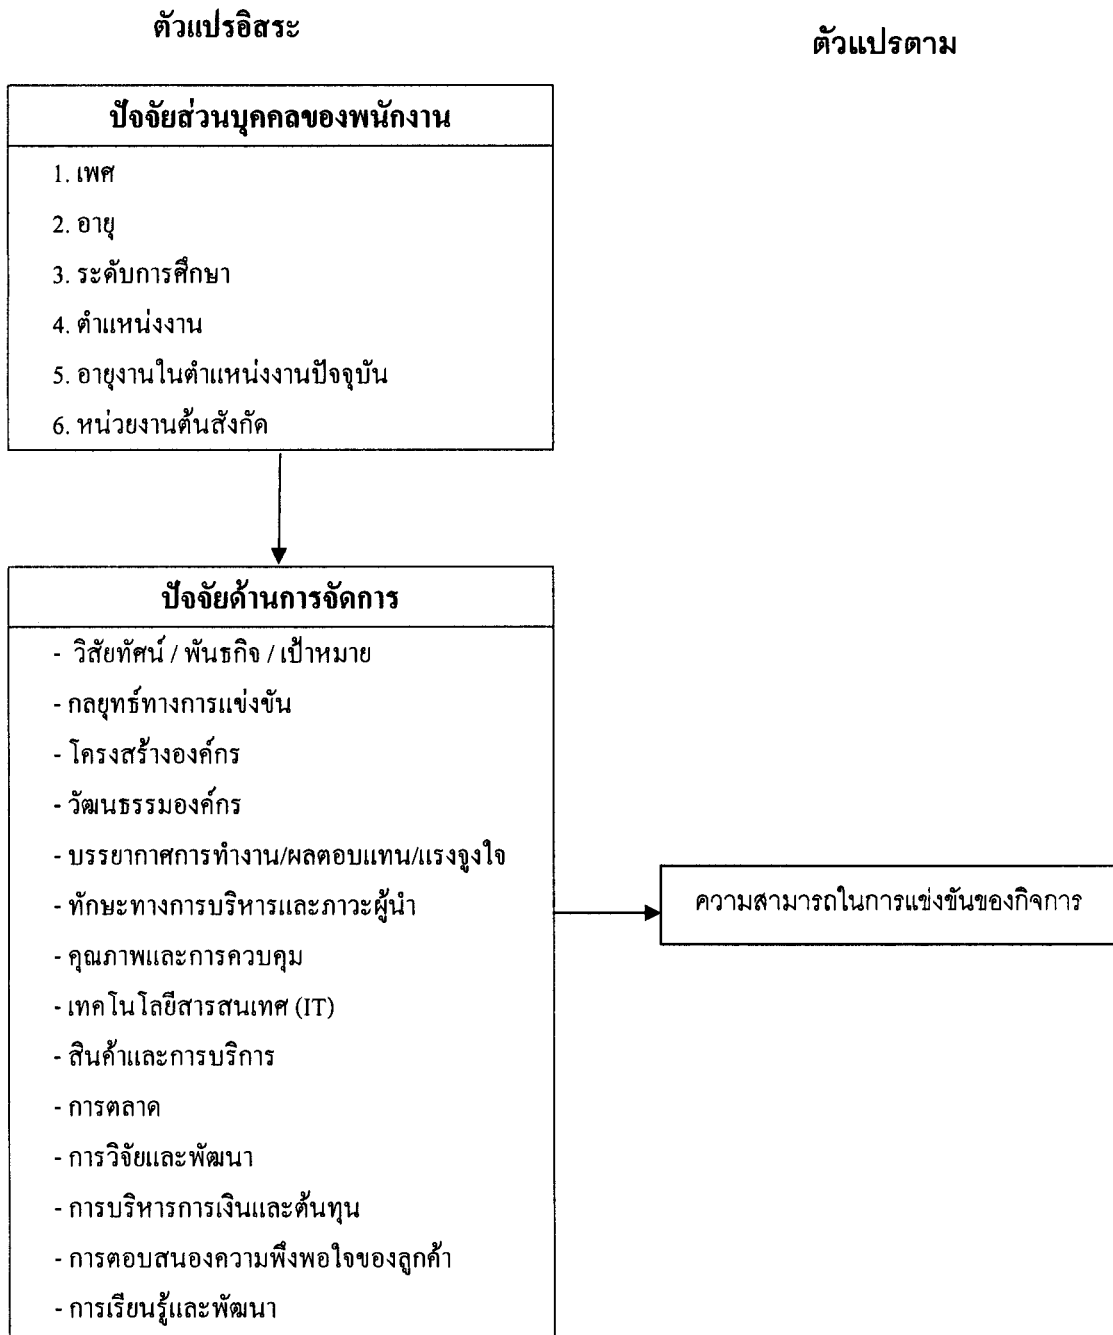 ตัวแปรอิสระ
ตัวแปรตาม
ปัจจัยส่วนบุคคลของพนักงาน
1. เพศ
2. อายุ
3. ระดับการศึกษา
4. ตำแหน่งงาน
5. อายุงานในตำแหน่งงานปัจจุบัน
6. หน่วยงานต้นสังกัด
ปัจจัยด้านการจัดการ
- วิสัยทัศน์ / พันธกิจ / เป้าหมาย
- กลยุทธ์ทางการแข่งขัน
- โครงสร้างองค์กร
- วัฒนธรรมองค์กร
- บรรยากาศการทำงาน/ผลตอบแทน/แรงจูงใจ
- ทักษะทางการบริหารและภาวะผู้นำ
- คุณภาพและการควบคุม
- เทคโนโลยีสารสนเทศ (IT)
- สินค้าและการบริการ
- การตลาด
- การวิจัยและพัฒนา
- การบริหารการเงินและต้นทุน
- การตอบสนองความพึงพอใจของลูกค้า
- การเรียนรู้และพัฒนา
ความสามารถในการแข่งขันของกิจการ